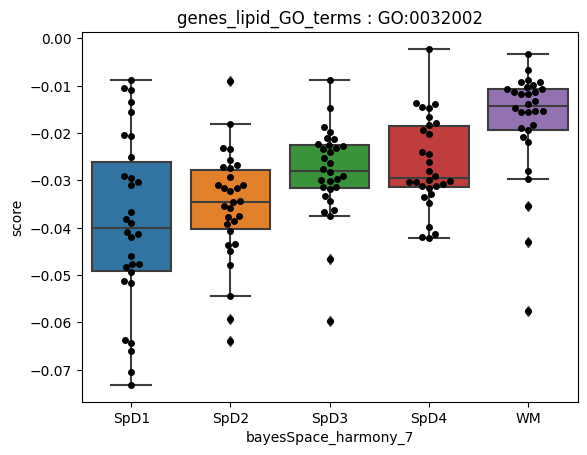 genes_lipid_GO_terms : GO:0032002
0.00
−0.01
−0.02
−0.03
−0.04
−0.05
−0.06
−0.07
score
SpD1 SpD2 SpD3 SpD4 WM
bayesSpace_harmony_7